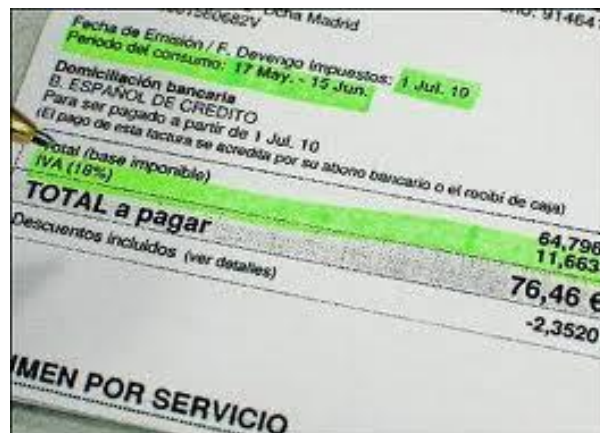 Ocha Madrid
91464
Fecha de Emisión / F. Devengo Impuestos: 1 Jul. 10
Periodo del consumo: 17 May. - 15 Jun.
Domiciliación bancaria
B. ESPAÑOL DE CREDITO
Para ser pagado a partir de 1 Jul. 10
(El pago de esta factura se acredita por su abono bancario o el recibí de caja)
Total (base imponible) 64,796
IVA (18%) 11,663
TOTAL a pagar 76,46 €
Descuentos incluidos (ver detalles) -2,3520
MEN POR SERVICIO